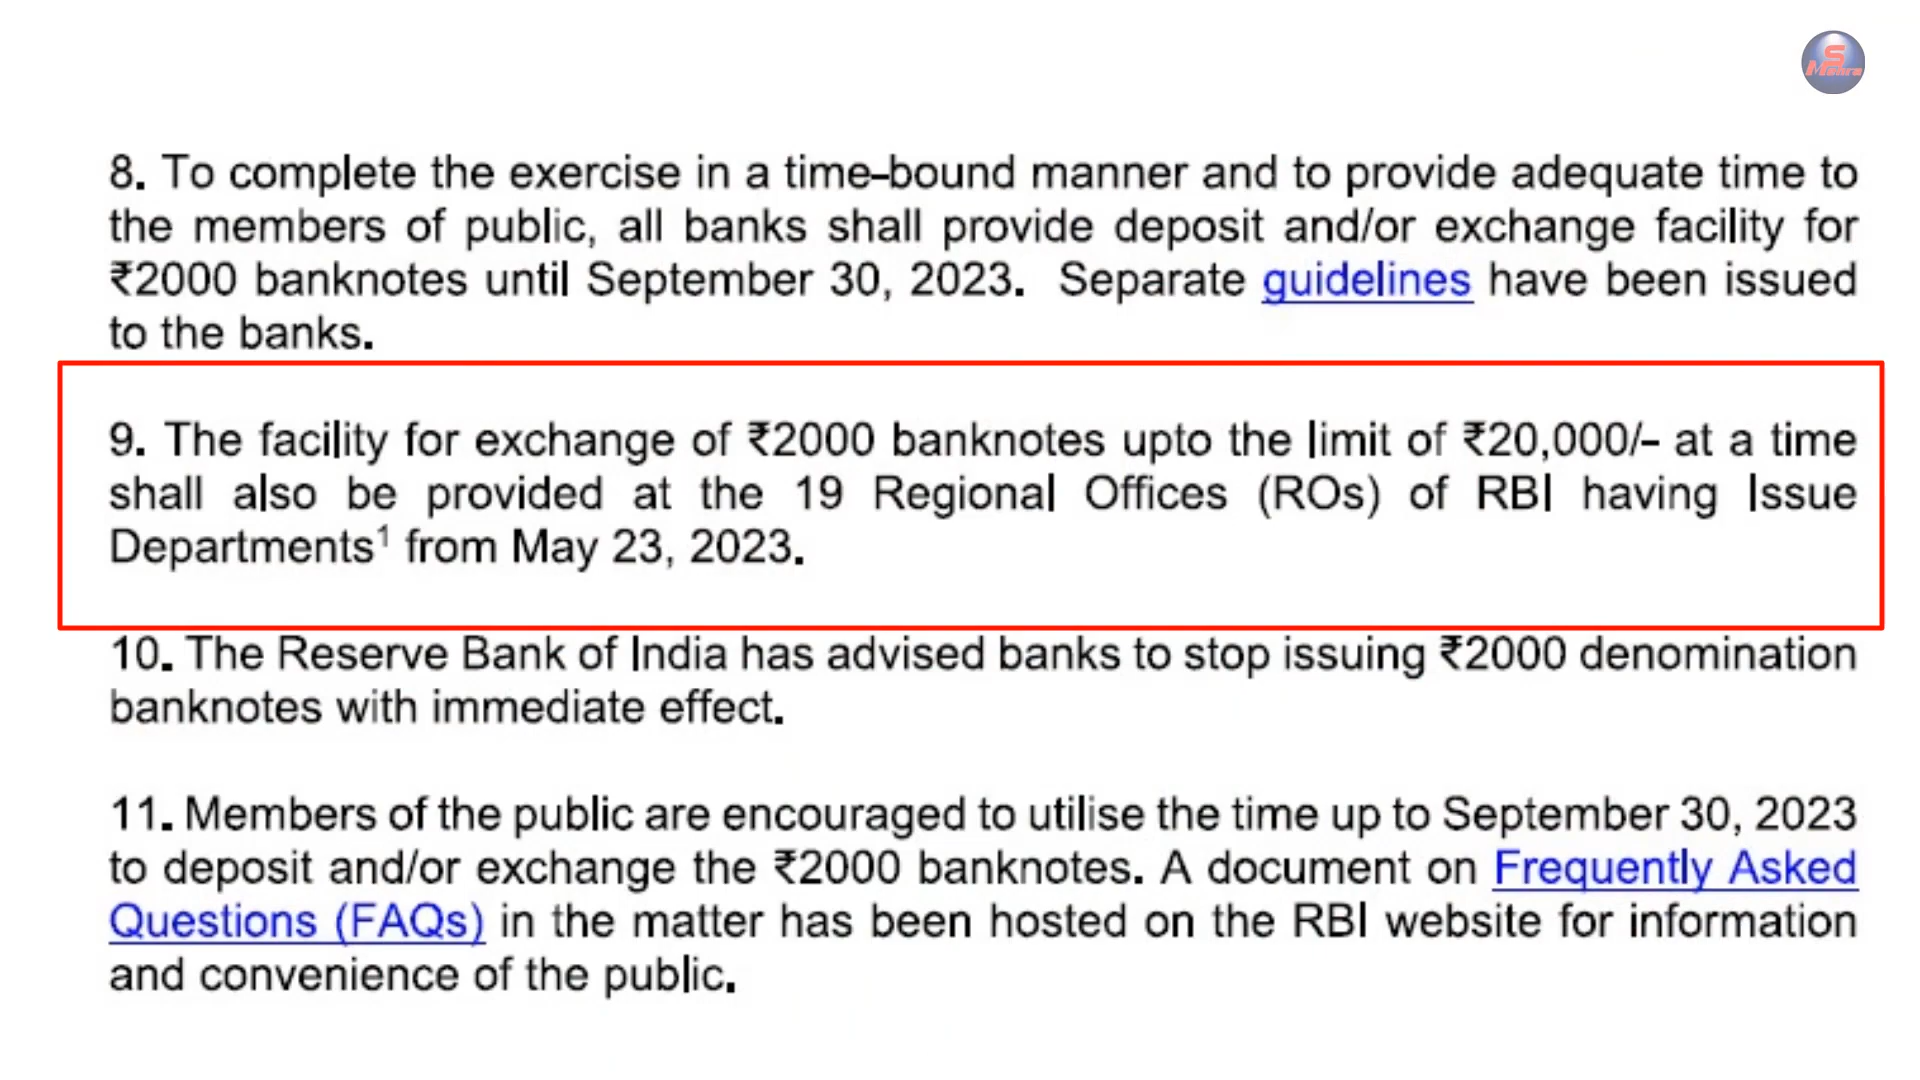 S
Mahra
8. To complete the exercise in a time-bound manner and to provide adequate time to
the members of public, all banks shall provide deposit and/or exchange facility for
₹2000 banknotes until September 30, 2023. Separate guidelines have been issued
to the banks.
9. The facility for exchange of ₹2000 banknotes upto the limit of ₹20,000/- at a time
shall also be provided at the 19 Regional Offices (ROs) of RBI having Issue
Departments¹ from May 23, 2023.
10. The Reserve Bank of India has advised banks to stop issuing ₹2000 denomination
banknotes with immediate effect.
11. Members of the public are encouraged to utilise the time up to September 30, 2023
to deposit and/or exchange the ₹2000 banknotes. A document on Frequently Asked
Questions (FAQs) in the matter has been hosted on the RBI website for information
and convenience of the public.